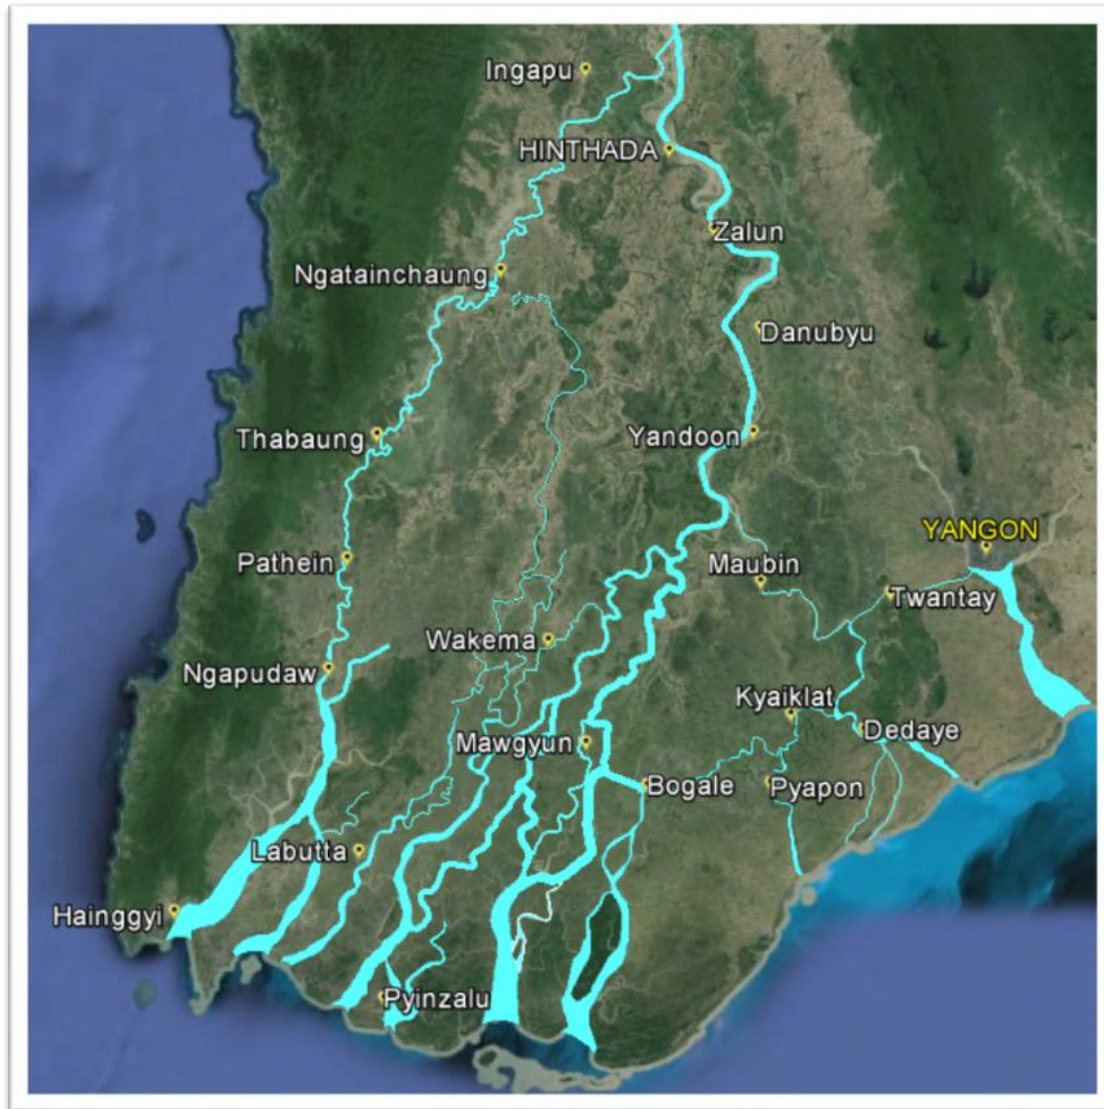 Ingapu
HINTHADA
Zalun
Ngatainchaung
Danubyu
Thabaung
Yandoon
YANGON
Pathein
Maubin
Twantay
Wakema
Ngapudaw
Kyaiklat
Mawgyun
Dedaye
Bogale
Pyapon
Labutta
Hainggyi
Pyinzalu